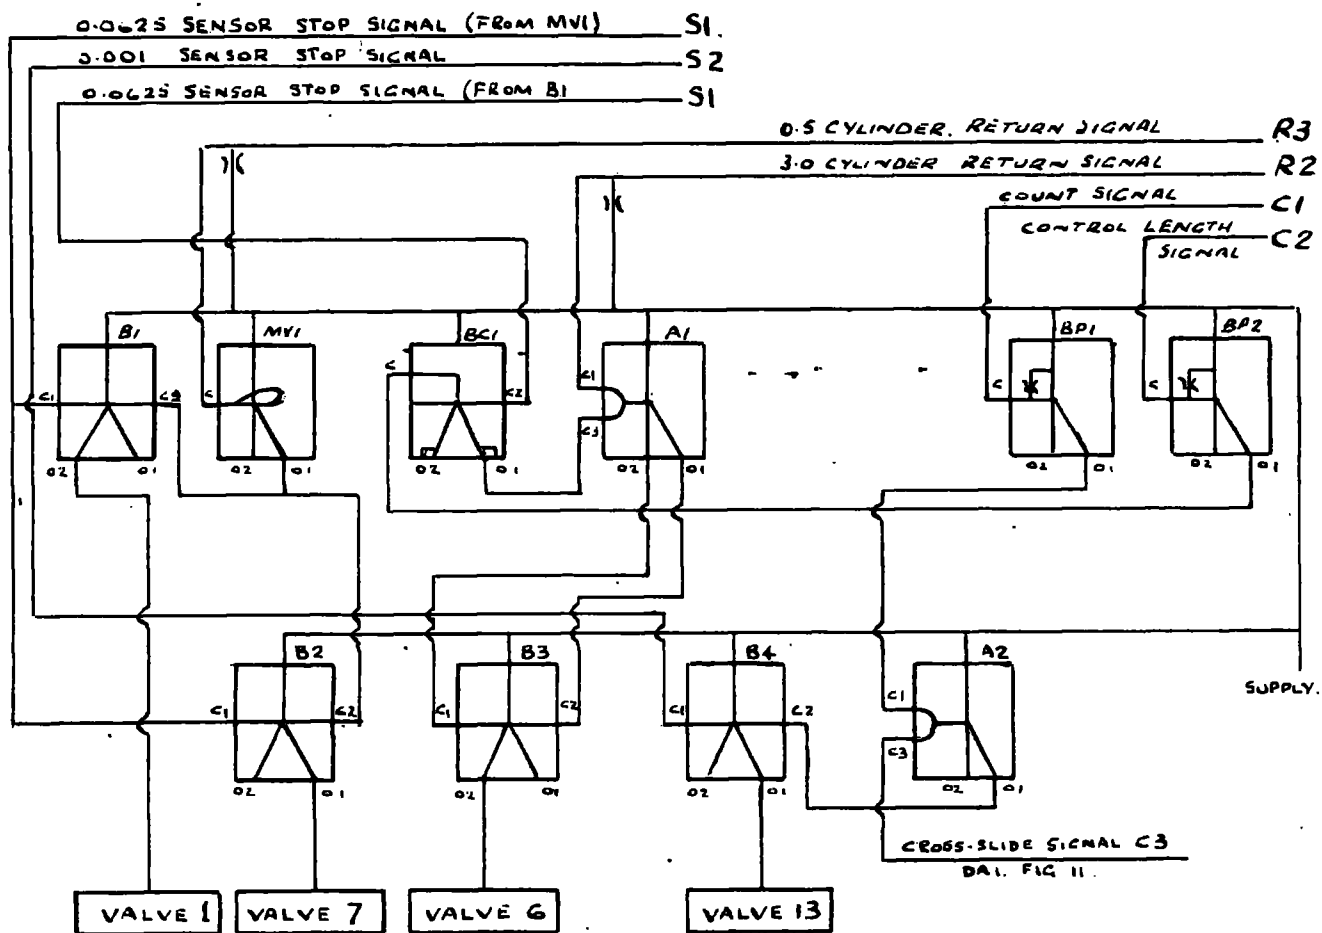 0.0625 SENSOR STOP SIGNAL (FROM MV1) S1.
0.001 SENSOR STOP SIGNAL S2
0.0625 SENSOR STOP SIGNAL (FROM B1 S1
0.5 CYLINDER. RETURN SIGNAL R3
3.0 CYLINDER RETURN SIGNAL R2
COUNT SIGNAL C1
CONTROL LENGTH C2
SIGNAL
B1 MV1 BC1 A1 BP1 BP2
C1 C2 C C C2 C1 C3 C C
O2 O1 O2 O1 O2 O1 O2 O1 O2 O1 O2 O1
B2 B3 B4 A2
SUPPLY.
C1 C2 C1 C2 C1 C2 C1 C3
O2 O1 O2 O1 O2 O1 O2 O1
CROSS-SLIDE SIGNAL C3
DA1. FIG 11.
VALVE 1 VALVE 7 VALVE 6 VALVE 13